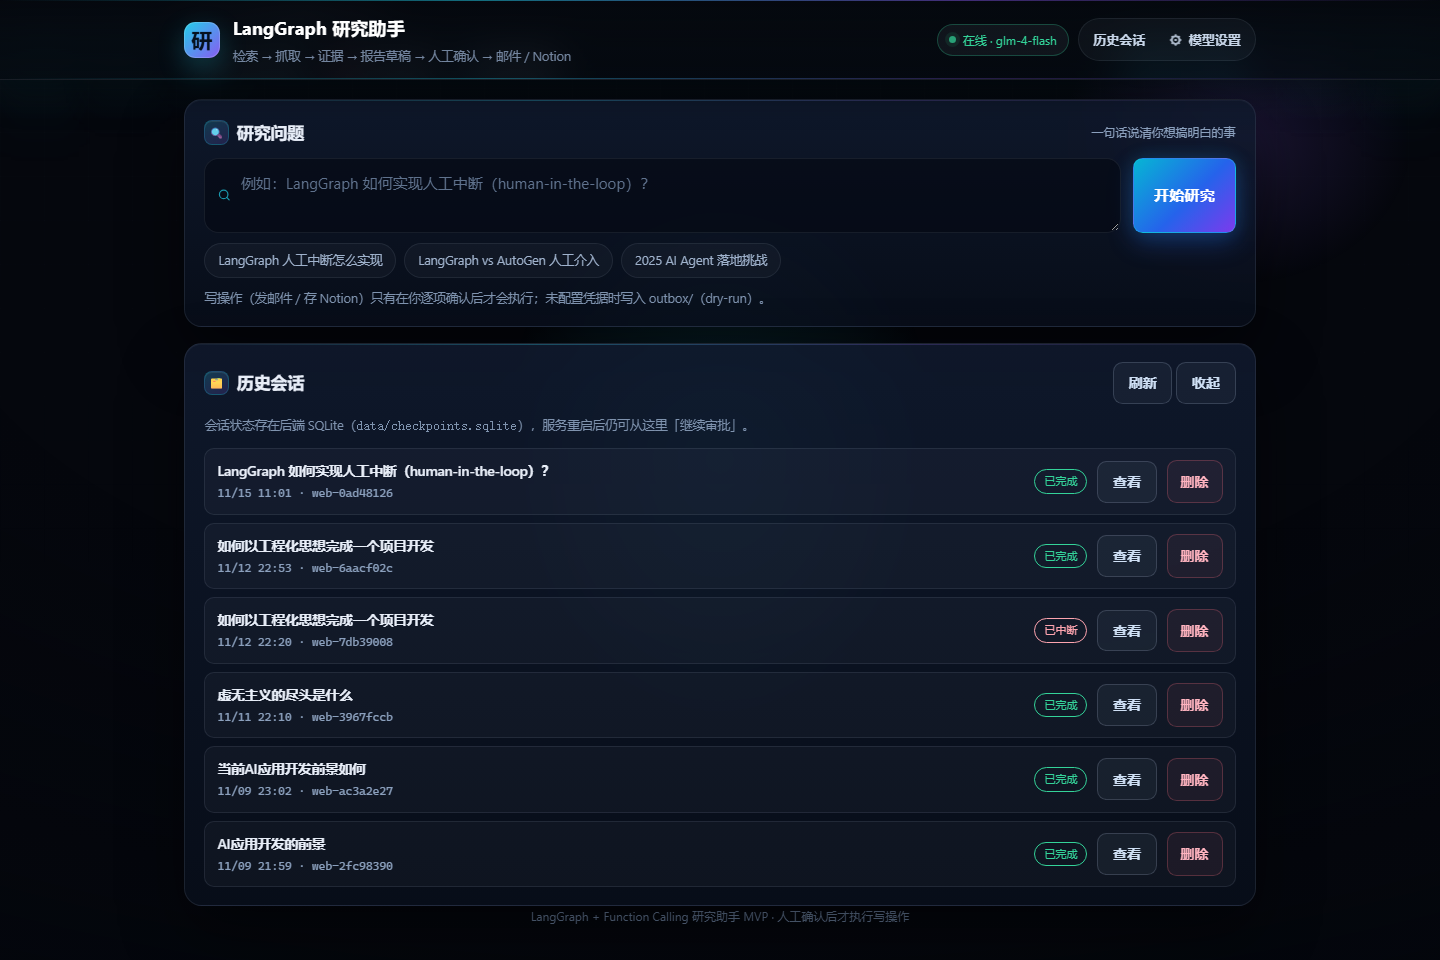 研
LangGraph 研究助手
检索 → 抓取 → 证据 → 报告草稿 → 人工确认 → 邮件 / Notion
在线 · glm-4-flash
历史会话
⚙ 模型设置
研究问题
一句话说清你想搞明白的事
例如：LangGraph 如何实现人工中断（human-in-the-loop）？
开始研究
LangGraph 人工中断怎么实现
LangGraph vs AutoGen 人工介入
2025 AI Agent 落地挑战
写操作（发邮件 / 存 Notion）只有在你逐项确认后才会执行；未配置凭据时写入 outbox/（dry-run）。
历史会话
刷新
收起
会话状态存在后端 SQLite（data/checkpoints.sqlite），服务重启后仍可从这里「继续审批」。
LangGraph 如何实现人工中断（human-in-the-loop）？
11/15 11:01 · web-0ad48126
已完成
查看
删除
如何以工程化思想完成一个项目开发
11/12 22:53 · web-6aacf02c
已完成
查看
删除
如何以工程化思想完成一个项目开发
11/12 22:20 · web-7db39008
已中断
查看
删除
虚无主义的尽头是什么
11/11 22:10 · web-3967fccb
已完成
查看
删除
当前AI应用开发前景如何
11/09 23:02 · web-ac3a2e27
已完成
查看
删除
AI应用开发的前景
11/09 21:59 · web-2fc98390
已完成
查看
删除
LangGraph + Function Calling 研究助手 MVP · 人工确认后才执行写操作